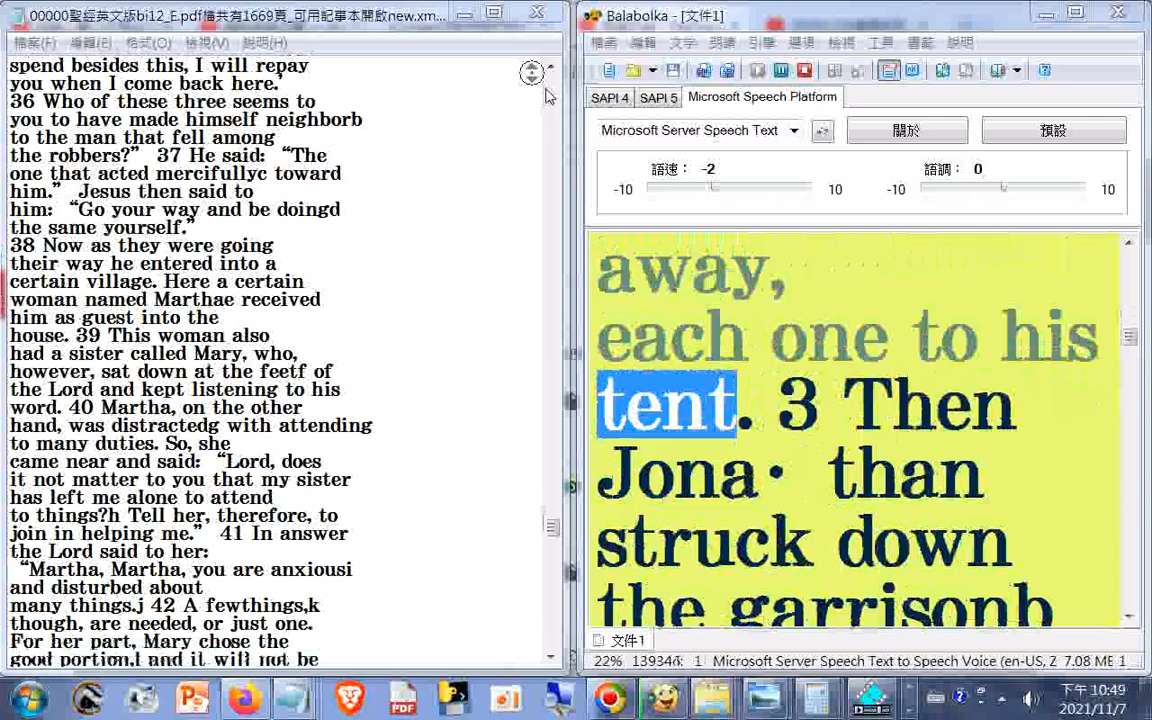 00000聖經英文版bi12_E.pdf檔共有1669頁_可用記事本開啟new.xm...
檔案(F) 編輯(E) 格式(O) 檢視(V) 說明(H)
spend besides this, I will repay
you when I come back here.’
36 Who of these three seems to
you to have made himself neighborb
to the man that fell among
the robbers?” 37 He said: “The
one that acted mercifullyc toward
him.” Jesus then said to
him: “Go your way and be doingd
the same yourself.”
38 Now as they were going
their way he entered into a
certain village. Here a certain
woman named Marthae received
him as guest into the
house. 39 This woman also
had a sister called Mary, who,
however, sat down at the feetf of
the Lord and kept listening to his
word. 40 Martha, on the other
hand, was distractedg with attending
to many duties. So, she
came near and said: “Lord, does
it not matter to you that my sister
has left me alone to attend
to things?h Tell her, therefore, to
join in helping me.” 41 In answer
the Lord said to her:
“Martha, Martha, you are anxiousi
and disturbed about
many things.j 42 A fewthings,k
though, are needed, or just one.
For her part, Mary chose the
good portion,l and it will not be
Balabolka - [文件1]
檔案 編輯 文字 朗讀 引擎 選項 檢視 工具 書籤 說明
SAPI 4 SAPI 5 Microsoft Speech Platform
Microsoft Server Speech Text 關於 預設
語速: -2 語調: 0
-10 10 -10 10
away,
each one to his
tent. 3 Then
Jona· than
struck down
the garrisonb
文件1
22% 1 Microsoft Server Speech Text to Speech Voice (en-US, Z 7.08 ME 1
PDF
下午 10:49
2021/11/7